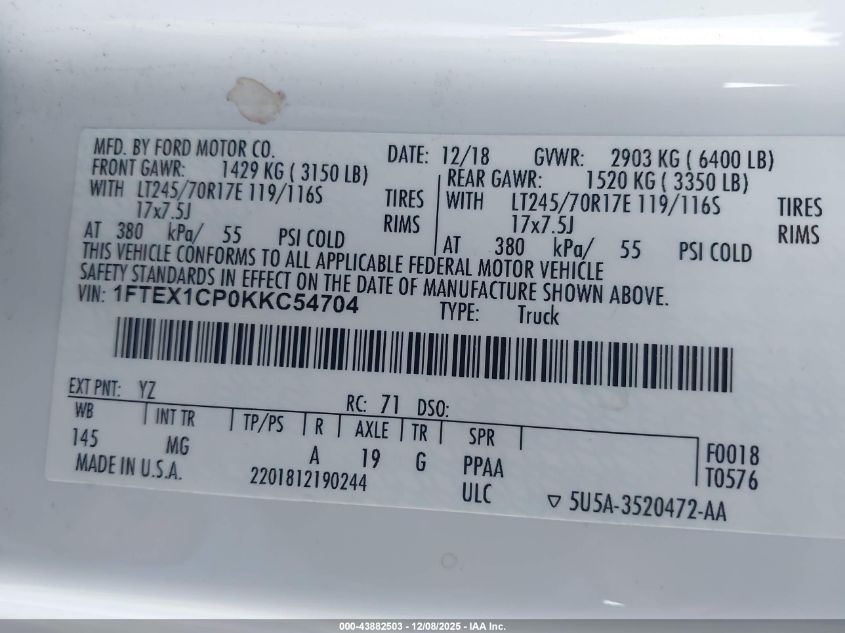 MFD. BY FORD MOTOR CO. DATE: 12/18 GVWR: 2903 KG ( 6400 LB)
FRONT GAWR: 1429 KG ( 3150 LB) REAR GAWR: 1520 KG ( 3350 LB)
WITH LT245/70R17E 119/116S TIRES WITH LT245/70R17E 119/116S TIRES
17x7.5J RIMS 17x7.5J RIMS
AT 380 kPa/ 55 PSI COLD AT 380 kPa/ 55 PSI COLD
THIS VEHICLE CONFORMS TO ALL APPLICABLE FEDERAL MOTOR VEHICLE
SAFETY STANDARDS IN EFFECT ON THE DATE OF MANUFACTURE SHOWN ABOVE.
VIN: 1FTEX1CP0KKC54704 TYPE: Truck
EXT PNT: YZ RC: 71 DSO:
WB INT TR TP/PS R AXLE TR SPR F0018
145 MG A 19 G PPAA T0576
MADE IN U.S.A. 2201812190244 ULC 5U5A-3520472-AA
000-43882503 - 12/08/2025 - IAA Inc.